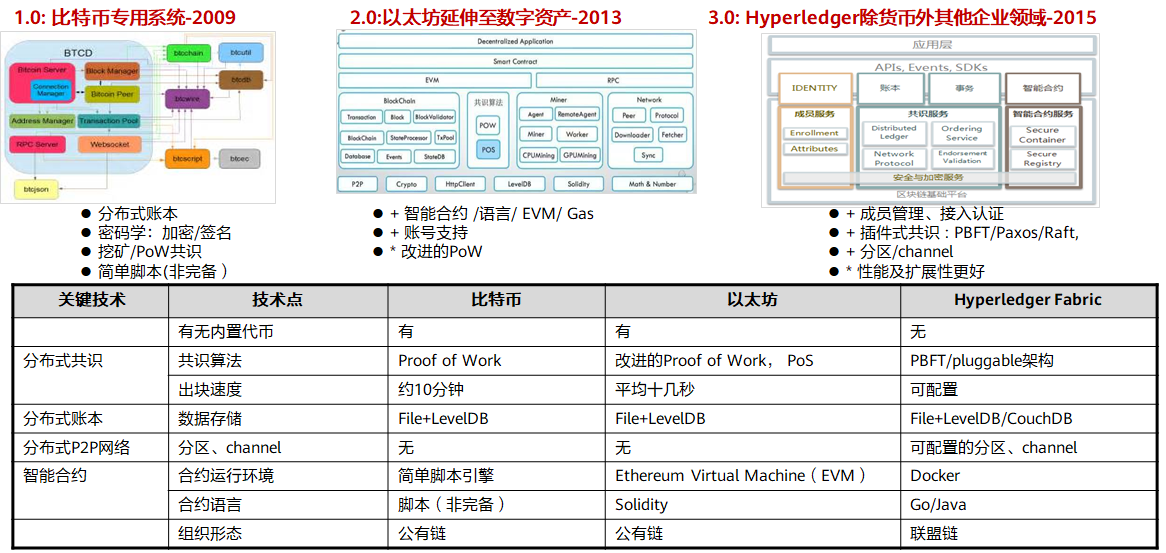 1.0: 比特币专用系统-2009
2.0:以太坊延伸至数字资产-2013
3.0: Hyperledger除货币外其他企业领域-2015
BTCD
Bitcoin Server
Connection Manager
Block Manager
Bitcoin Peer
Address Manager
Transaction Pool
RPC Server
Websocket
btcjson
btcchain
btcutil
btcdb
btcwire
btcscript
btcec
Decentralized Application
Smart Contract
EVM
RPC
BlockChain
Transaction
Block
BlockValidator
BlockChain
StateProcessor
TxPool
Database
Events
StateDB
共识算法
POW
POS
Miner
Agent
RemoteAgent
Miner
Worker
CPUMining
GPUMining
Network
Peer
Protocol
Downloader
Fetcher
Sync
P2P
Crypto
HttpClient
LevelDB
Solidity
Math & Number
应用层
APIs, Events, SDKs
IDENTITY
账本
事务
智能合约
成员服务
Enrollment
Attributes
共识服务
Distributed Ledger
Ordering Service
Network Protocol
Endorsement Validation
智能合约服务
Secure Container
Secure Registry
安全与加密服务
区块链基础平台
● 分布式账本
● 密码学：加密/签名
● 挖矿/PoW共识
● 简单脚本(非完备）
● + 智能合约 /语言/ EVM/ Gas
● + 账号支持
● * 改进的PoW
● + 成员管理、接入认证
● + 插件式共识：PBFT/Paxos/Raft,
● + 分区/channel
● * 性能及扩展性更好
关键技术 技术点 比特币 以太坊 Hyperledger Fabric
有无内置代币 有 有 无
分布式共识 共识算法 Proof of Work 改进的Proof of Work， PoS PBFT/pluggable架构
出块速度 约10分钟 平均十几秒 可配置
分布式账本 数据存储 File+LevelDB File+LevelDB File+LevelDB/CouchDB
分布式P2P网络 分区、channel 无 无 可配置的分区、channel
智能合约 合约运行环境 简单脚本引擎 Ethereum Virtual Machine（EVM） Docker
合约语言 脚本（非完备） Solidity Go/Java
组织形态 公有链 公有链 联盟链